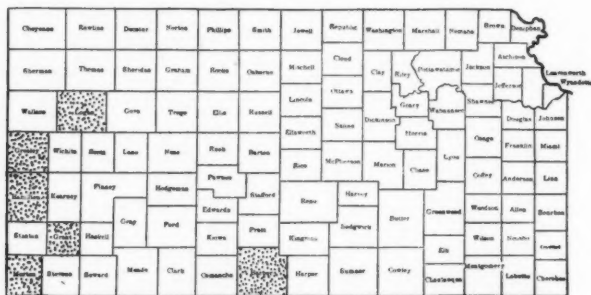 Cheyenne Rawlins Decatur Norton Phillips Smith Jewell Republic Washington Marshall Nemaha Brown Doniphan
Sherman Thomas Sheridan Graham Rooks Osborne Mitchell Cloud Clay Riley Pottawatomie Jackson Atchison
Jefferson Leavenworth
Wyandotte
Wallace Logan Gove Trego Ellis Russell Lincoln Ottawa Dickinson Geary Wabaunsee Shawnee Douglas Johnson
Greeley Wichita Scott Lane Ness Rush Barton Ellsworth Saline Morris Lyon Osage Franklin Miami
Rice McPherson Marion Chase Coffey Anderson Linn
Hamilton Kearney Finney Hodgeman Pawnee Stafford Reno Harvey Butler Greenwood Woodson Allen Bourbon
Stanton Grant Haskell Gray Ford Edwards Kiowa Pratt Kingman Sedgwick Elk Wilson Neosho
Morton Stevens Seward Meade Clark Comanche Harper Sumner Cowley Chautauqua Montgomery Labette Cherokee